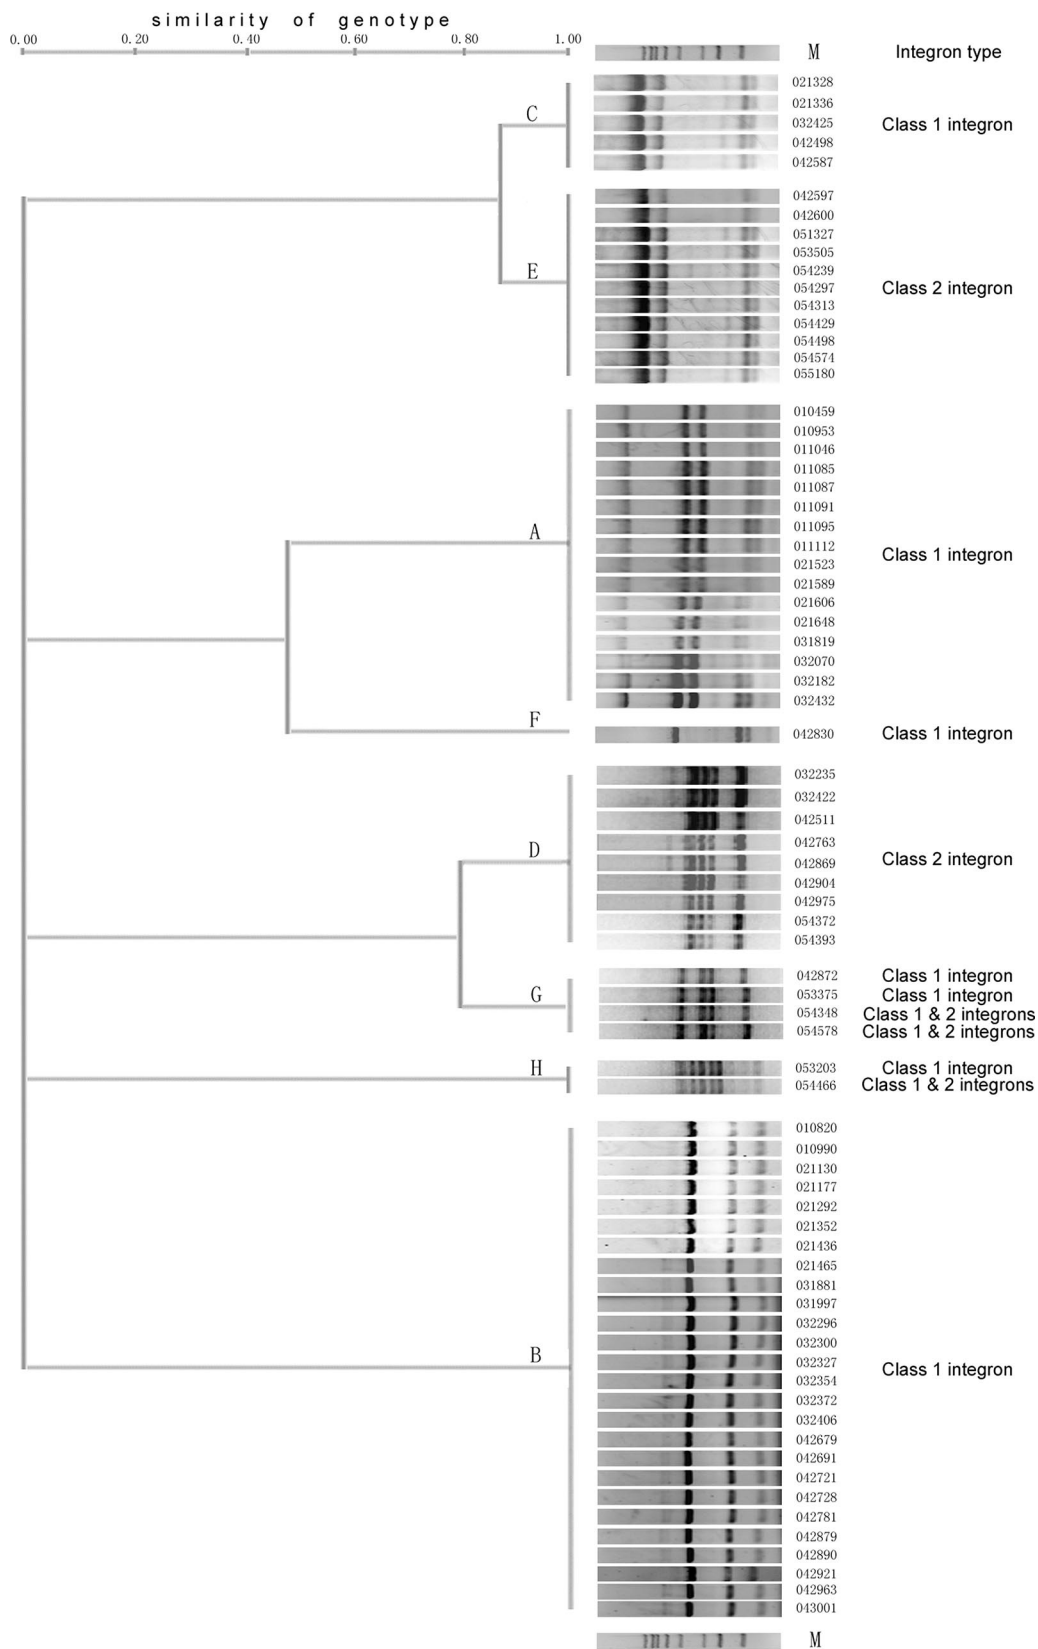 similarity of genotype
0.00 0.20 0.40 0.60 0.80 1.00
M Integron type
021328
021336
C
032425 Class 1 integron
042498
042587
042597
042600
051327
053505
E
054239
054297 Class 2 integron
054313
054429
054498
054574
055180
010459
010953
011046
011085
011087
011091
011095
A
011112 Class 1 integron
021523
021589
021606
021648
031819
032070
032182
032432
F
042830 Class 1 integron
032235
032422
042511
042763
D
042869 Class 2 integron
042904
042975
054372
054393
042872 Class 1 integron
G 053375 Class 1 integron
054348 Class 1 & 2 integrons
054578 Class 1 & 2 integrons
H 053203 Class 1 integron
054466 Class 1 & 2 integrons
010820
010990
021130
021177
021292
021352
021436
021465
031881
031997
032296
032300
B 032327 Class 1 integron
032354
032372
032406
042679
042691
042721
042728
042781
042879
042890
042921
042963
043001
M